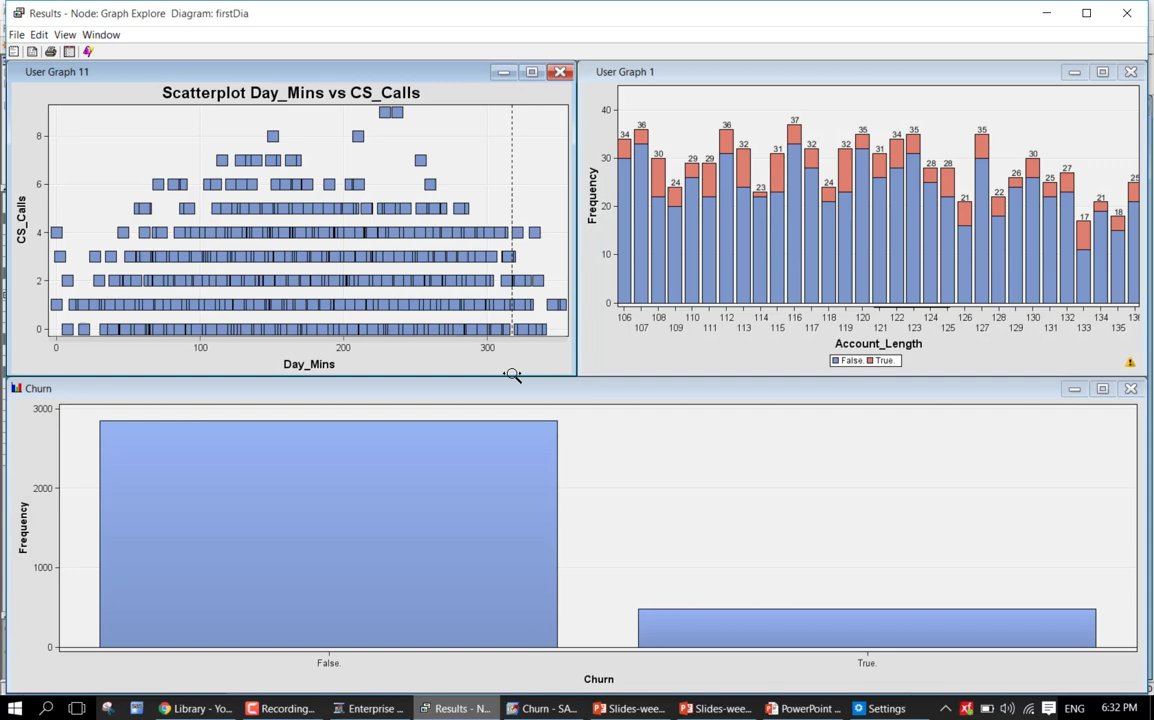 Results - Node: Graph Explore  Diagram: firstDia
File Edit View Window
User Graph 11
Scatterplot Day_Mins vs CS_Calls
CS_Calls
8
6
4
2
0
0 100 200 300
Day_Mins
User Graph 1
Frequency
40
30
20
10
0
34 36 30 24 29 29 36 32 23 31 37 32 24 32 35 31 34 35 28 28 21 35 22 26 30 25 27 17 21 18 25
106 108 110 112 114 116 118 120 122 124 126 128 130 132 134 136
107 109 111 113 115 117 119 121 123 125 127 129 131 133 135
Account_Length
False. True.
Churn
Frequency
3000
2000
1000
0
False. True.
Churn
Library - Yo... Recording... Enterprise ... Results - N... Churn - SA... Slides-wee... Slides-wee... PowerPoint ... Settings ENG 6:32 PM